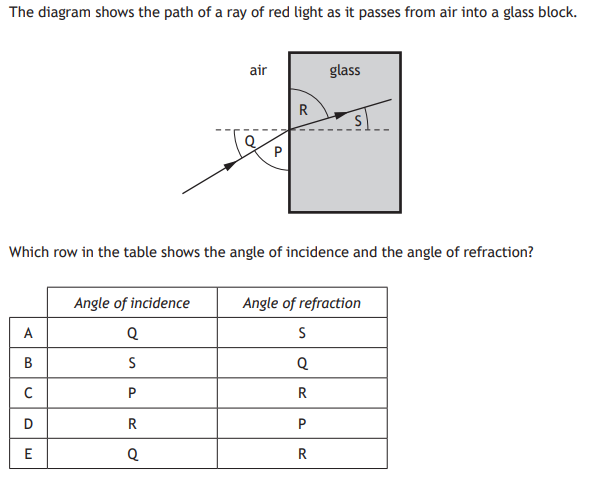 The diagram shows the path of a ray of red light as it passes from air into a glass block.
air glass
R
S
Q
P
Which row in the table shows the angle of incidence and the angle of refraction?
Angle of incidence Angle of refraction
A Q S
B S Q
C P R
D R P
E Q R